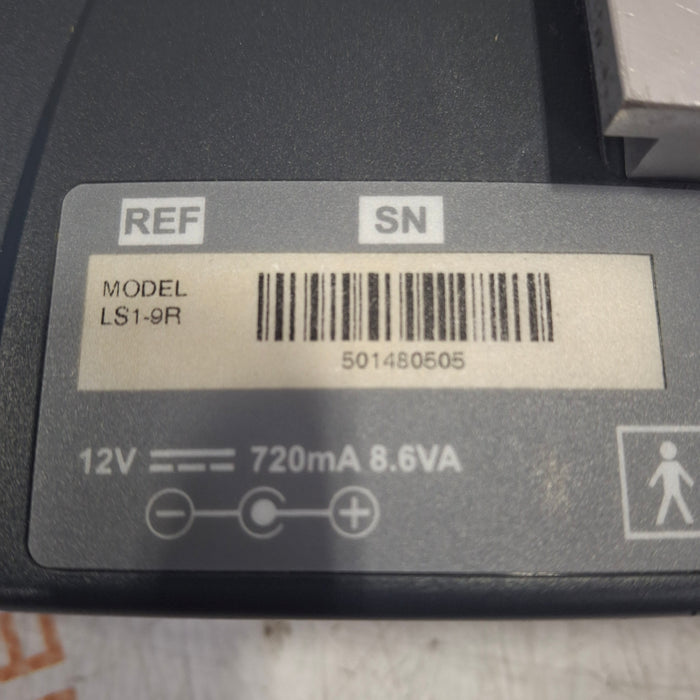 REF SN
MODEL
LS1-9R
501480505
12V 720mA 8.6VA